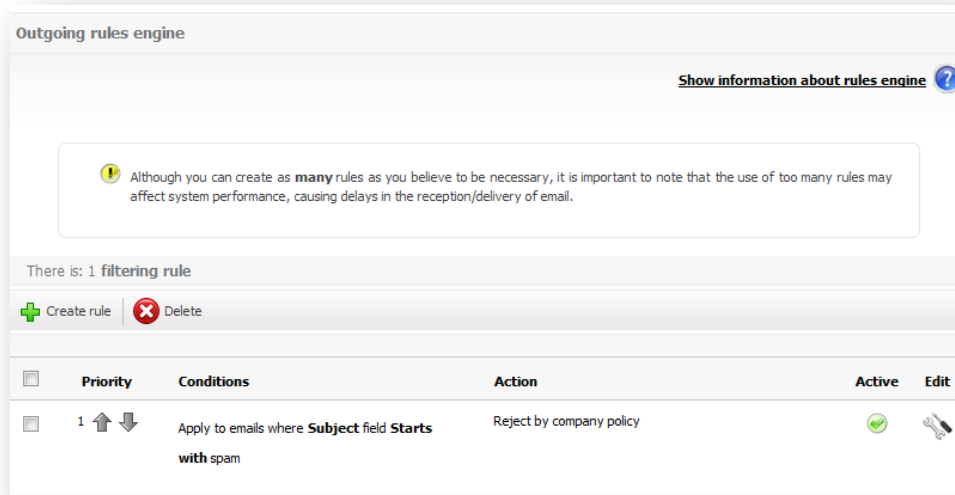 Outgoing rules engine
Show information about rules engine
Although you can create as many rules as you believe to be necessary, it is important to note that the use of too many rules may
affect system performance, causing delays in the reception/delivery of email.
There is: 1 filtering rule
Create rule Delete
Priority Conditions Action Active Edit
1 Apply to emails where Subject field Starts Reject by company policy
with spam